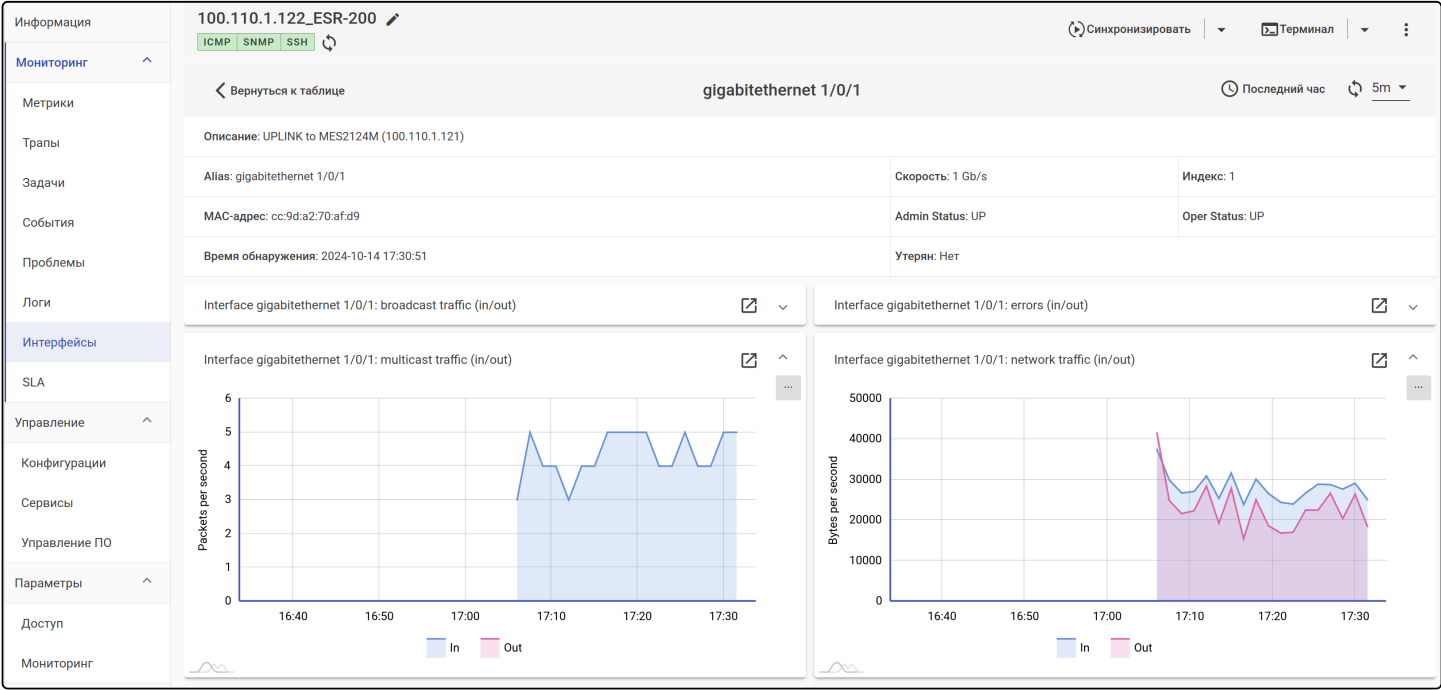 Информация
Мониторинг
Метрики
Трапы
Задачи
События
Проблемы
Логи
Интерфейсы
SLA
Управление
Конфигурации
Сервисы
Управление ПО
Параметры
Доступ
Мониторинг
100.110.1.122_ESR-200
ICMP SNMP SSH
Синхронизировать
Терминал
Вернуться к таблице
gigabitethernet 1/0/1
Последний час
5m
Описание: UPLINK to MES2124M (100.110.1.121)
Alias: gigabitethernet 1/0/1
Скорость: 1 Gb/s
Индекс: 1
MAC-адрес: cc:9d:a2:70:af:d9
Admin Status: UP
Oper Status: UP
Время обнаружения: 2024-10-14 17:30:51
Утерян: Нет
Interface gigabitethernet 1/0/1: broadcast traffic (in/out)
Interface gigabitethernet 1/0/1: errors (in/out)
Interface gigabitethernet 1/0/1: multicast traffic (in/out)
...
Packets per second
6
5
4
3
2
1
0
16:40 16:50 17:00 17:10 17:20 17:30
In Out
Interface gigabitethernet 1/0/1: network traffic (in/out)
...
Bytes per second
50000
40000
30000
20000
10000
0
16:40 16:50 17:00 17:10 17:20 17:30
In Out